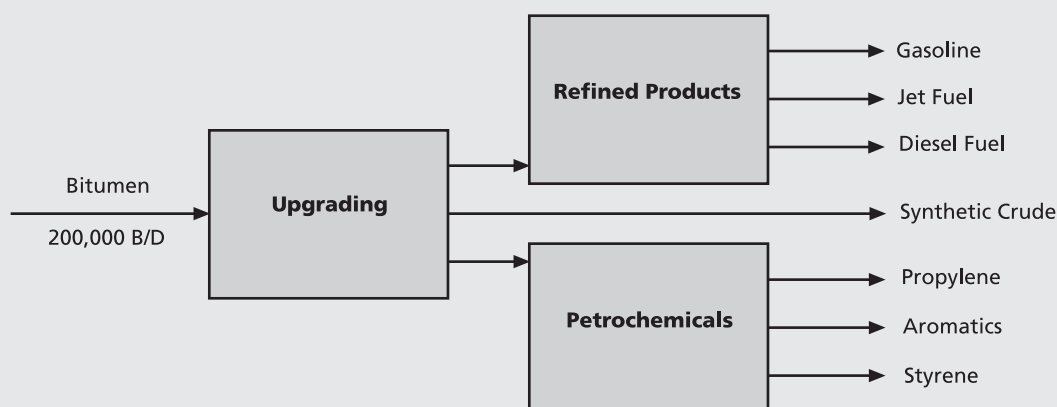 Bitumen
200,000 B/D
Upgrading
Refined Products
Gasoline
Jet Fuel
Diesel Fuel
Synthetic Crude
Petrochemicals
Propylene
Aromatics
Styrene